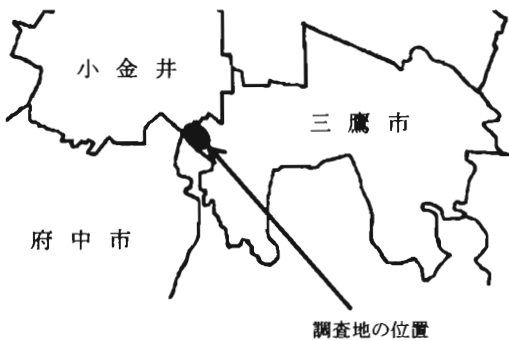 小金井
三鷹市
府中市
調査地の位置